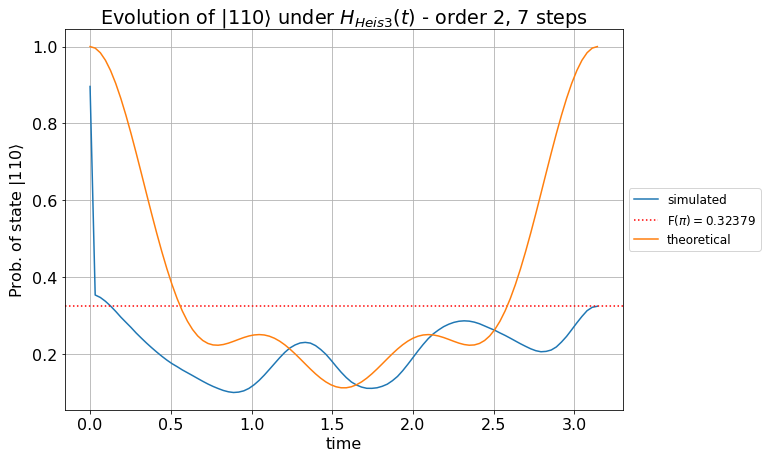 Evolution of |110⟩ under $H_{Heis3}(t)$ - order 2, 7 steps
Prob. of state |110⟩
1.0
0.8
0.6
0.4
0.2
0.0 0.5 1.0 1.5 2.0 2.5 3.0
time
simulated
F(π) = 0.32379
theoretical